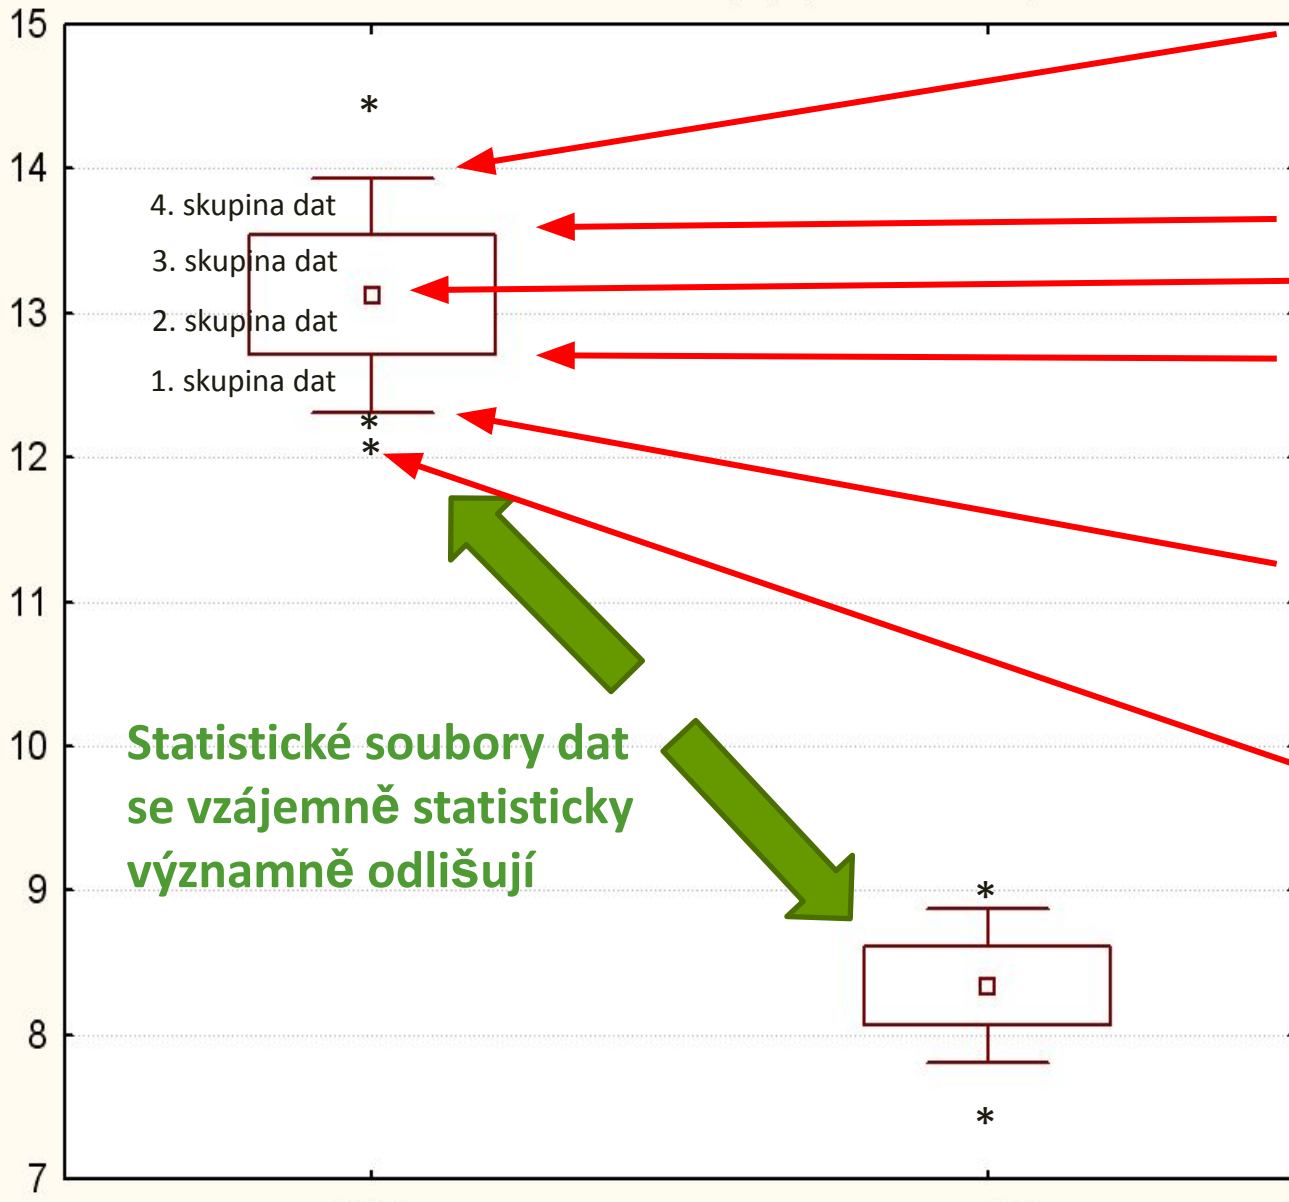 15
14
13
12
11
10
9
8
7
*
4. skupina dat
3. skupina dat
2. skupina dat
1. skupina dat
*
*
Statistické soubory dat
se vzájemně statisticky
významně odlišují
*
*